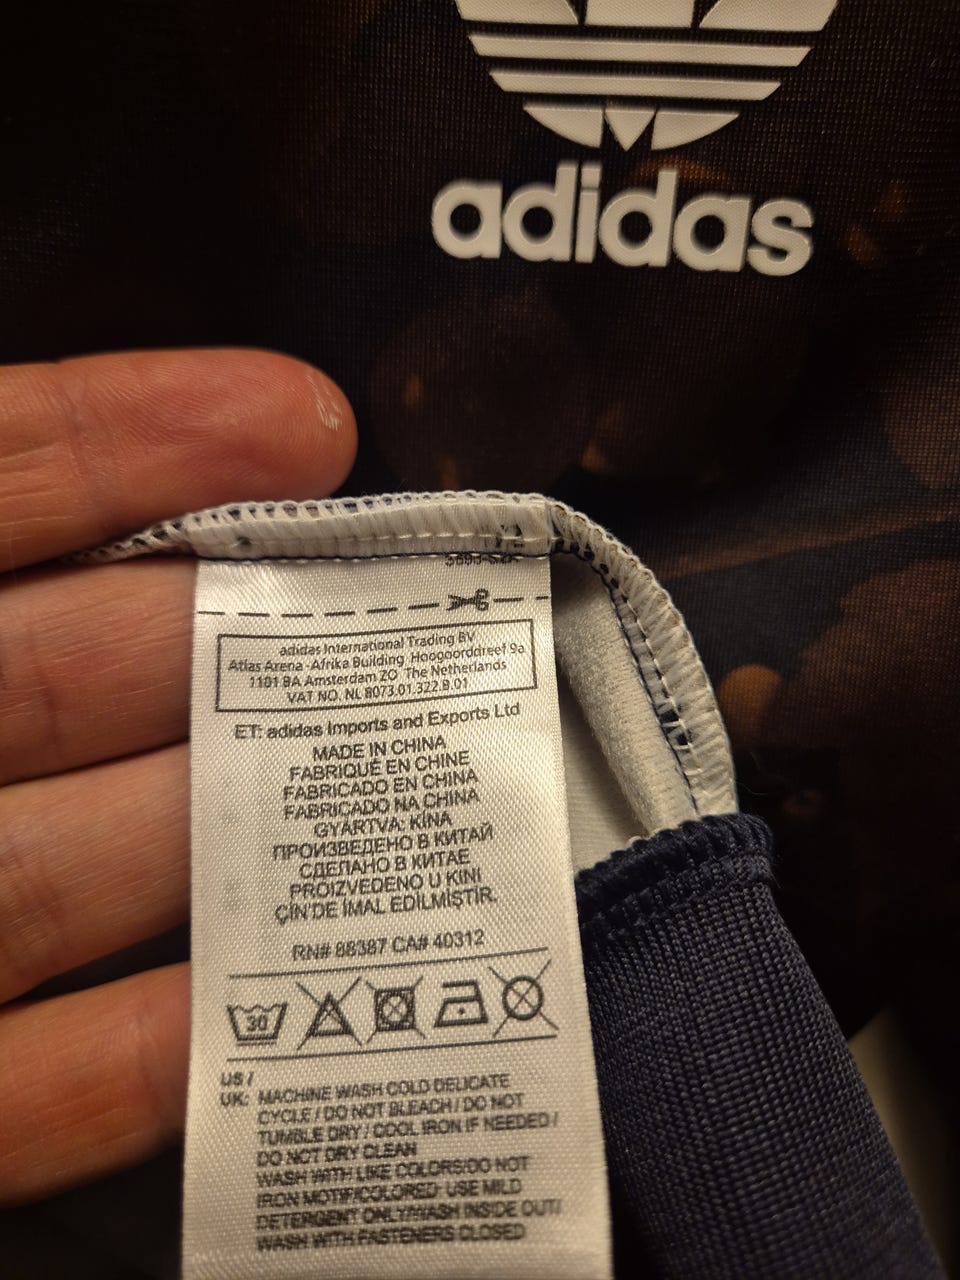 adidas
adidas International Trading BV
Atlas Arena -Afrika Building Hoogoorddreef 9a
1101 BA Amsterdam ZO The Netherlands
VAT NO. NL 8073.01.322.B.01
ET: adidas Imports and Exports Ltd
MADE IN CHINA
FABRIQUÉ EN CHINE
FABRICADO EN CHINA
FABRICADO NA CHINA
GYÁRTVA: KÍNA
ПРОИЗВЕДЕНО В КИТАЙ
СДЕЛАНО В КИТАЕ
PROIZVEDENO U KINI
ÇİN'DE İMAL EDİLMİŞTİR.
RN# 88387 CA# 40312
30
US /
UK: MACHINE WASH COLD DELICATE
CYCLE / DO NOT BLEACH / DO NOT
TUMBLE DRY / COOL IRON IF NEEDED /
DO NOT DRY CLEAN
WASH WITH LIKE COLORS/DO NOT
IRON MOTIF/COLORED: USE MILD
DETERGENT ONLY/WASH INSIDE OUT/
WASH WITH FASTENERS CLOSED